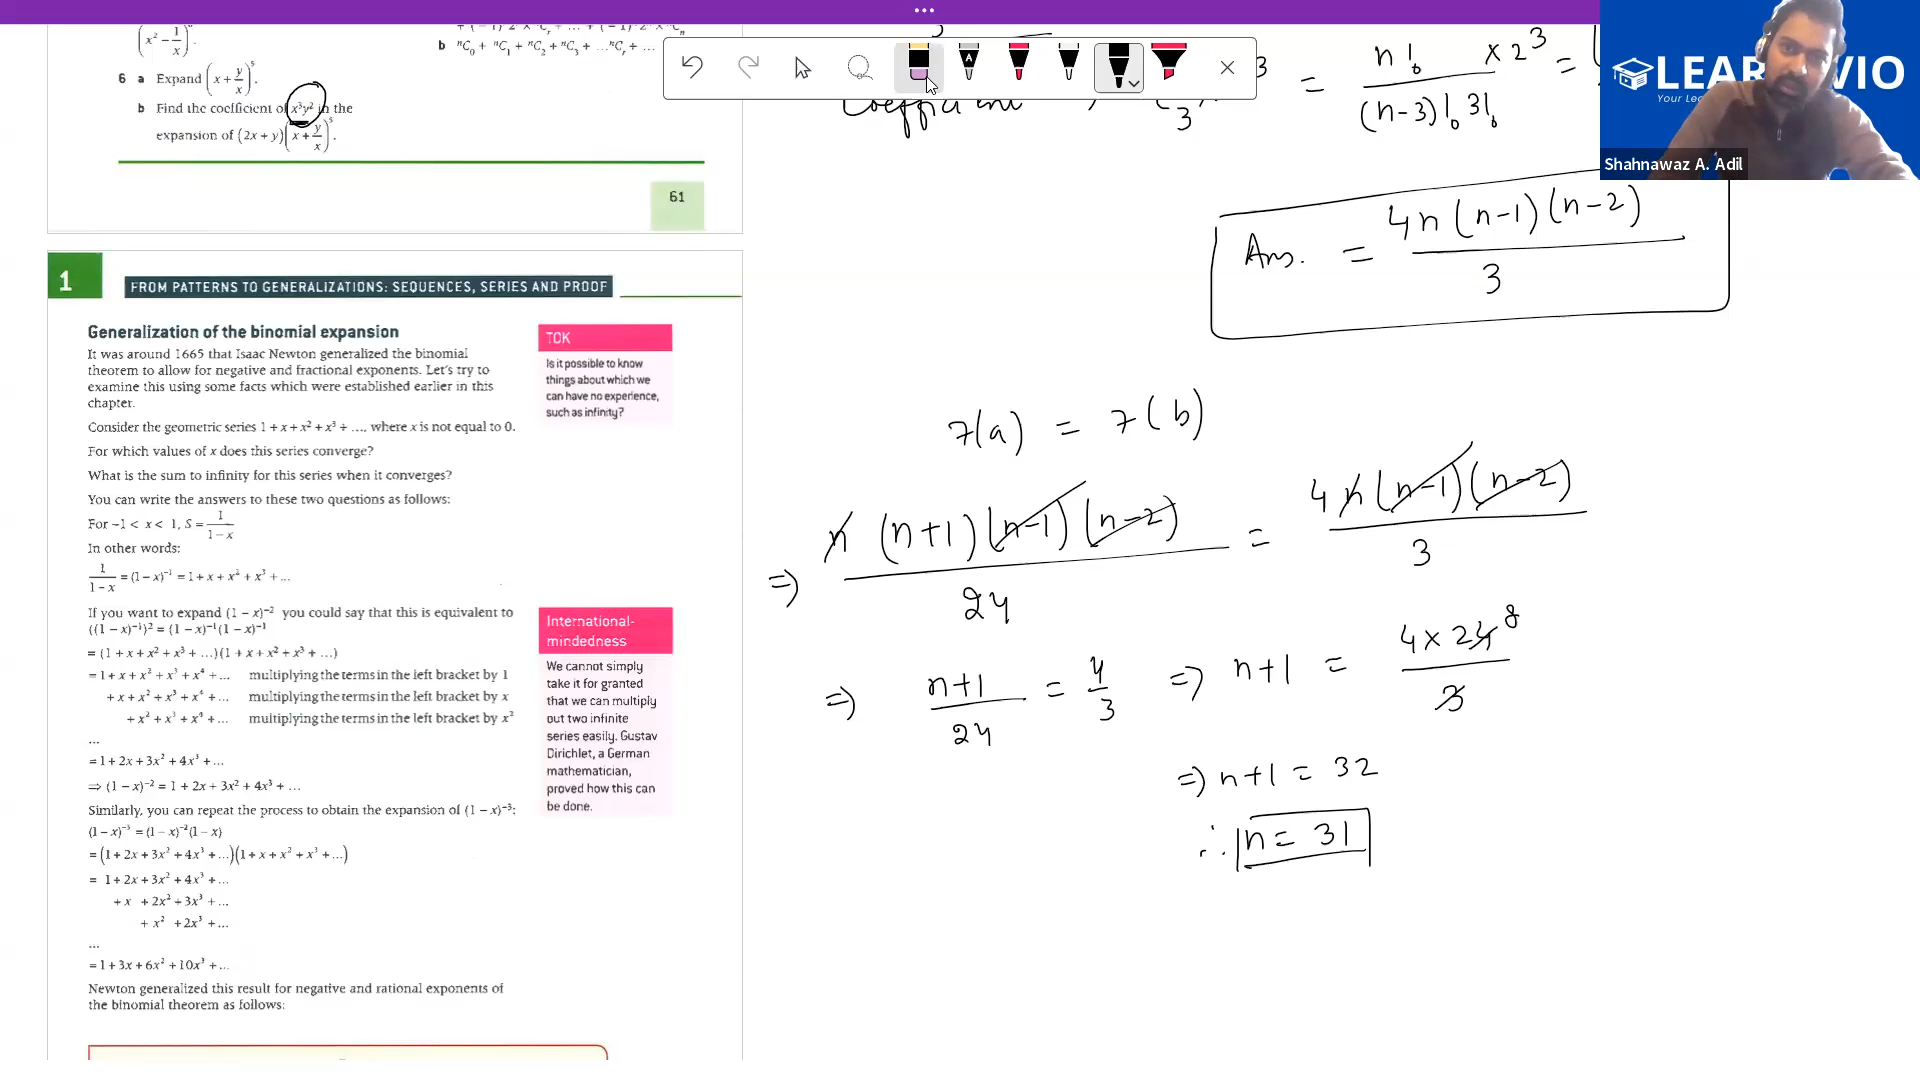 (x² − 1/x)⁶.
b ⁿC₀ + ⁿC₁ + ⁿC₂ + ⁿC₃ + ...ⁿCᵣ + ...
6 a Expand (x + y/x)⁵.
b Find the coefficient of x³y² in the
expansion of (2x + y)(x + y/x)⁵.
61
1
FROM PATTERNS TO GENERALIZATIONS: SEQUENCES, SERIES AND PROOF
Generalization of the binomial expansion
It was around 1665 that Isaac Newton generalized the binomial
theorem to allow for negative and fractional exponents. Let's try to
examine this using some facts which were established earlier in this
chapter.
Consider the geometric series 1 + x + x² + x³ + ..., where x is not equal to 0.
For which values of x does this series converge?
What is the sum to infinity for this series when it converges?
You can write the answers to these two questions as follows:
For −1 < x < 1, S = 1/(1−x)
In other words:
1/(1−x) = (1 − x)⁻¹ = 1 + x + x² + x³ + ...
If you want to expand (1 − x)⁻² you could say that this is equivalent to
((1 − x)⁻¹)² = (1 − x)⁻¹(1 − x)⁻¹
= (1 + x + x² + x³ + ...)(1 + x + x² + x³ + ...)
= 1 + x + x² + x³ + x⁴ + ... multiplying the terms in the left bracket by 1
+ x + x² + x³ + x⁴ + ... multiplying the terms in the left bracket by x
+ x² + x³ + x⁴ + ... multiplying the terms in the left bracket by x²
...
= 1 + 2x + 3x² + 4x³ + ...
⇒ (1 − x)⁻² = 1 + 2x + 3x² + 4x³ + ...
Similarly, you can repeat the process to obtain the expansion of (1 − x)⁻³:
(1 − x)⁻³ = (1 − x)⁻²(1 − x)
= (1 + 2x + 3x² + 4x³ + ...)(1 + x + x² + x³ + ...)
= 1 + 2x + 3x² + 4x³ + ...
+ x + 2x² + 3x³ + ...
+ x² + 2x³ + ...
...
= 1 + 3x + 6x² + 10x³ + ...
Newton generalized this result for negative and rational exponents of
the binomial theorem as follows:
TOK
Is it possible to know
things about which we
can have no experience,
such as infinity?
International-
mindedness
We cannot simply
take it for granted
that we can multiply
out two infinite
series easily. Gustav
Dirichlet, a German
mathematician,
proved how this can
be done.
Coefficient
= n! × 2³ / (n−3)! 3! =
Ans. = 4n(n−1)(n−2) / 3
7(a) = 7(b)
⇒ n(n+1)(n−1)(n−2) / 24 = 4n(n−1)(n−2) / 3
⇒ (n+1)/24 = 4/3 ⇒ n+1 = 4×24 8 / 3
⇒ n+1 = 32
∴ n = 31
Shahnawaz A. Adil